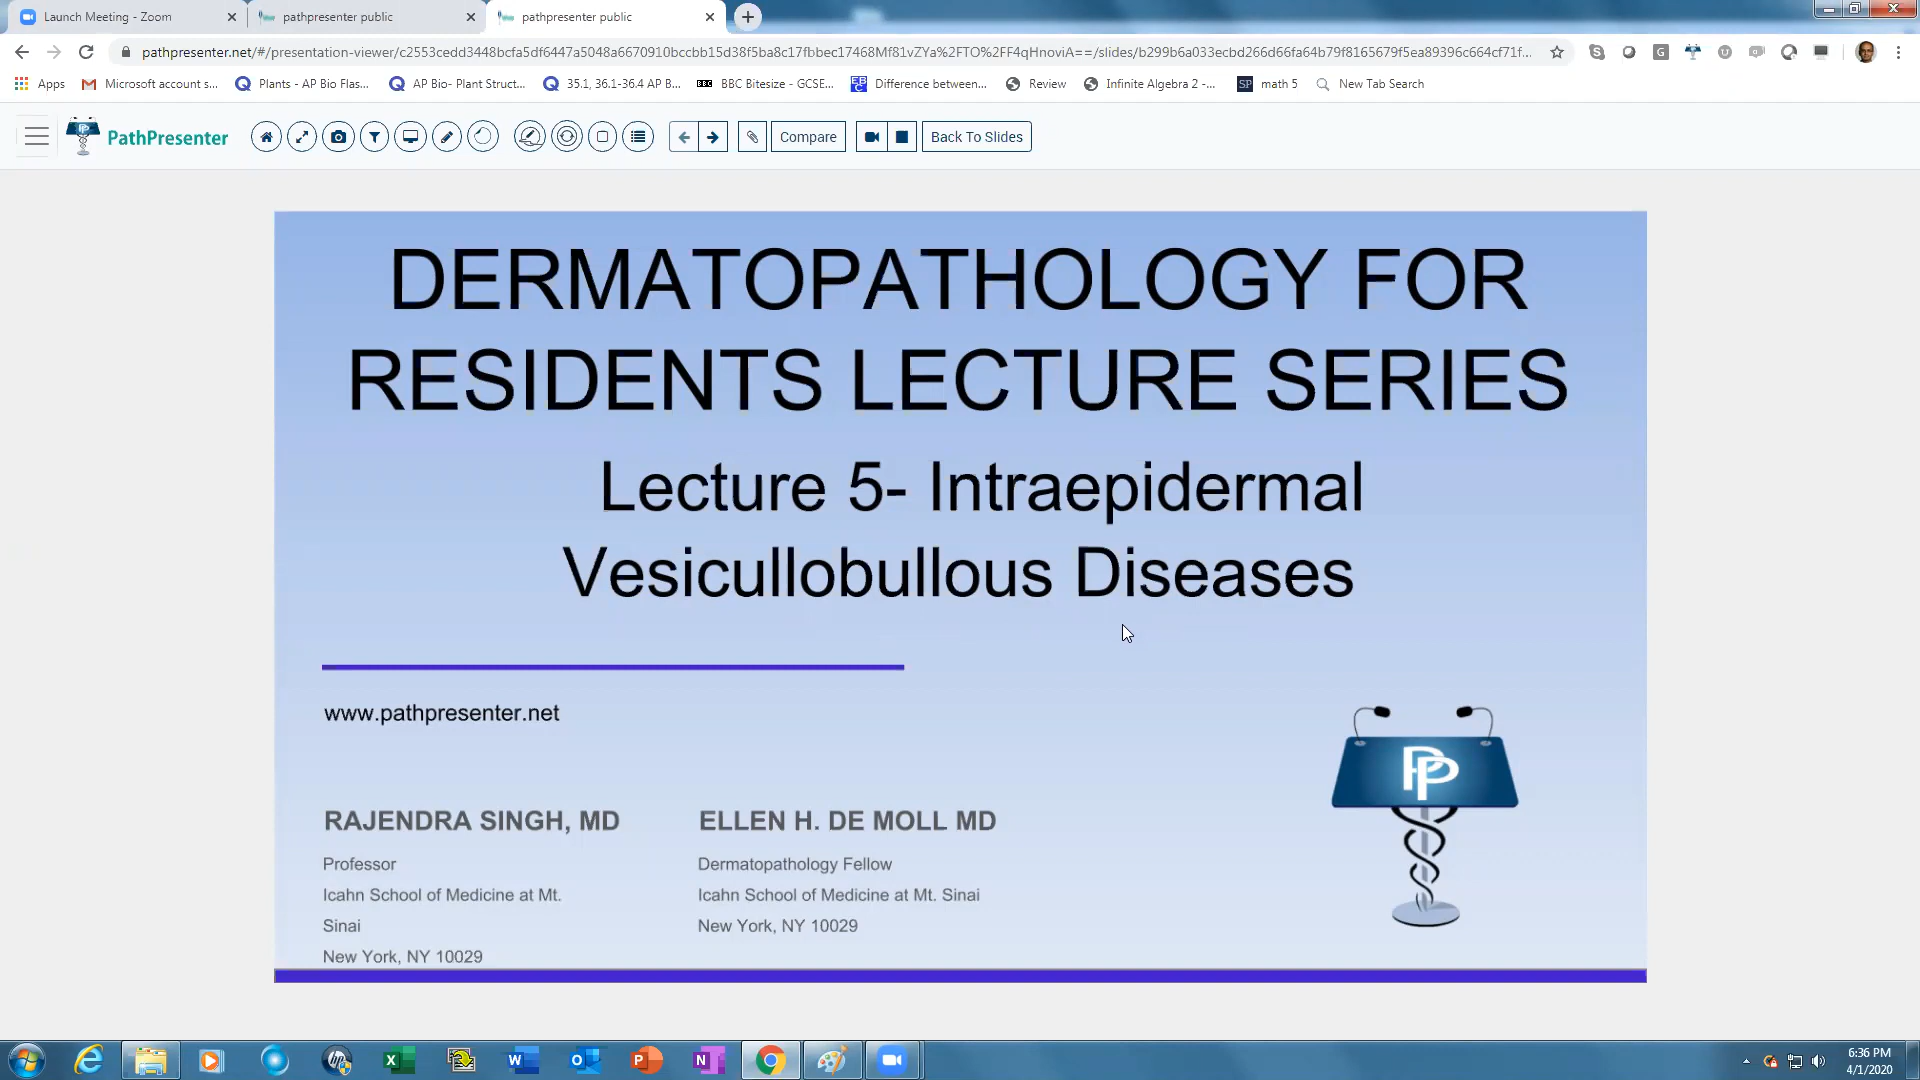 Launch Meeting - Zoom
pathpresenter public
pathpresenter public
pathpresenter.net/#/presentation-viewer/c2553cedd3448bcfa5df6447a5048a6670910bccbb15d38f5ba8c17fbbec17468Mf81vZYa%2FTO%2FF4qHnoviA==/slides/b299b6a033ecbd266d66fa64b79f8165679f5ea89396c664cf71f...
Apps Microsoft account s... Plants - AP Bio Flas... AP Bio- Plant Struct... 35.1, 36.1-36.4 AP B... BBC Bitesize - GCSE... Difference between... Review Infinite Algebra 2 -... math 5 New Tab Search
PathPresenter Compare Back To Slides
DERMATOPATHOLOGY FOR
RESIDENTS LECTURE SERIES
Lecture 5- Intraepidermal
Vesicullobullous Diseases
www.pathpresenter.net
PP
RAJENDRA SINGH, MD
Professor
Icahn School of Medicine at Mt.
Sinai
New York, NY 10029
ELLEN H. DE MOLL MD
Dermatopathology Fellow
Icahn School of Medicine at Mt. Sinai
New York, NY 10029
6:36 PM
4/1/2020